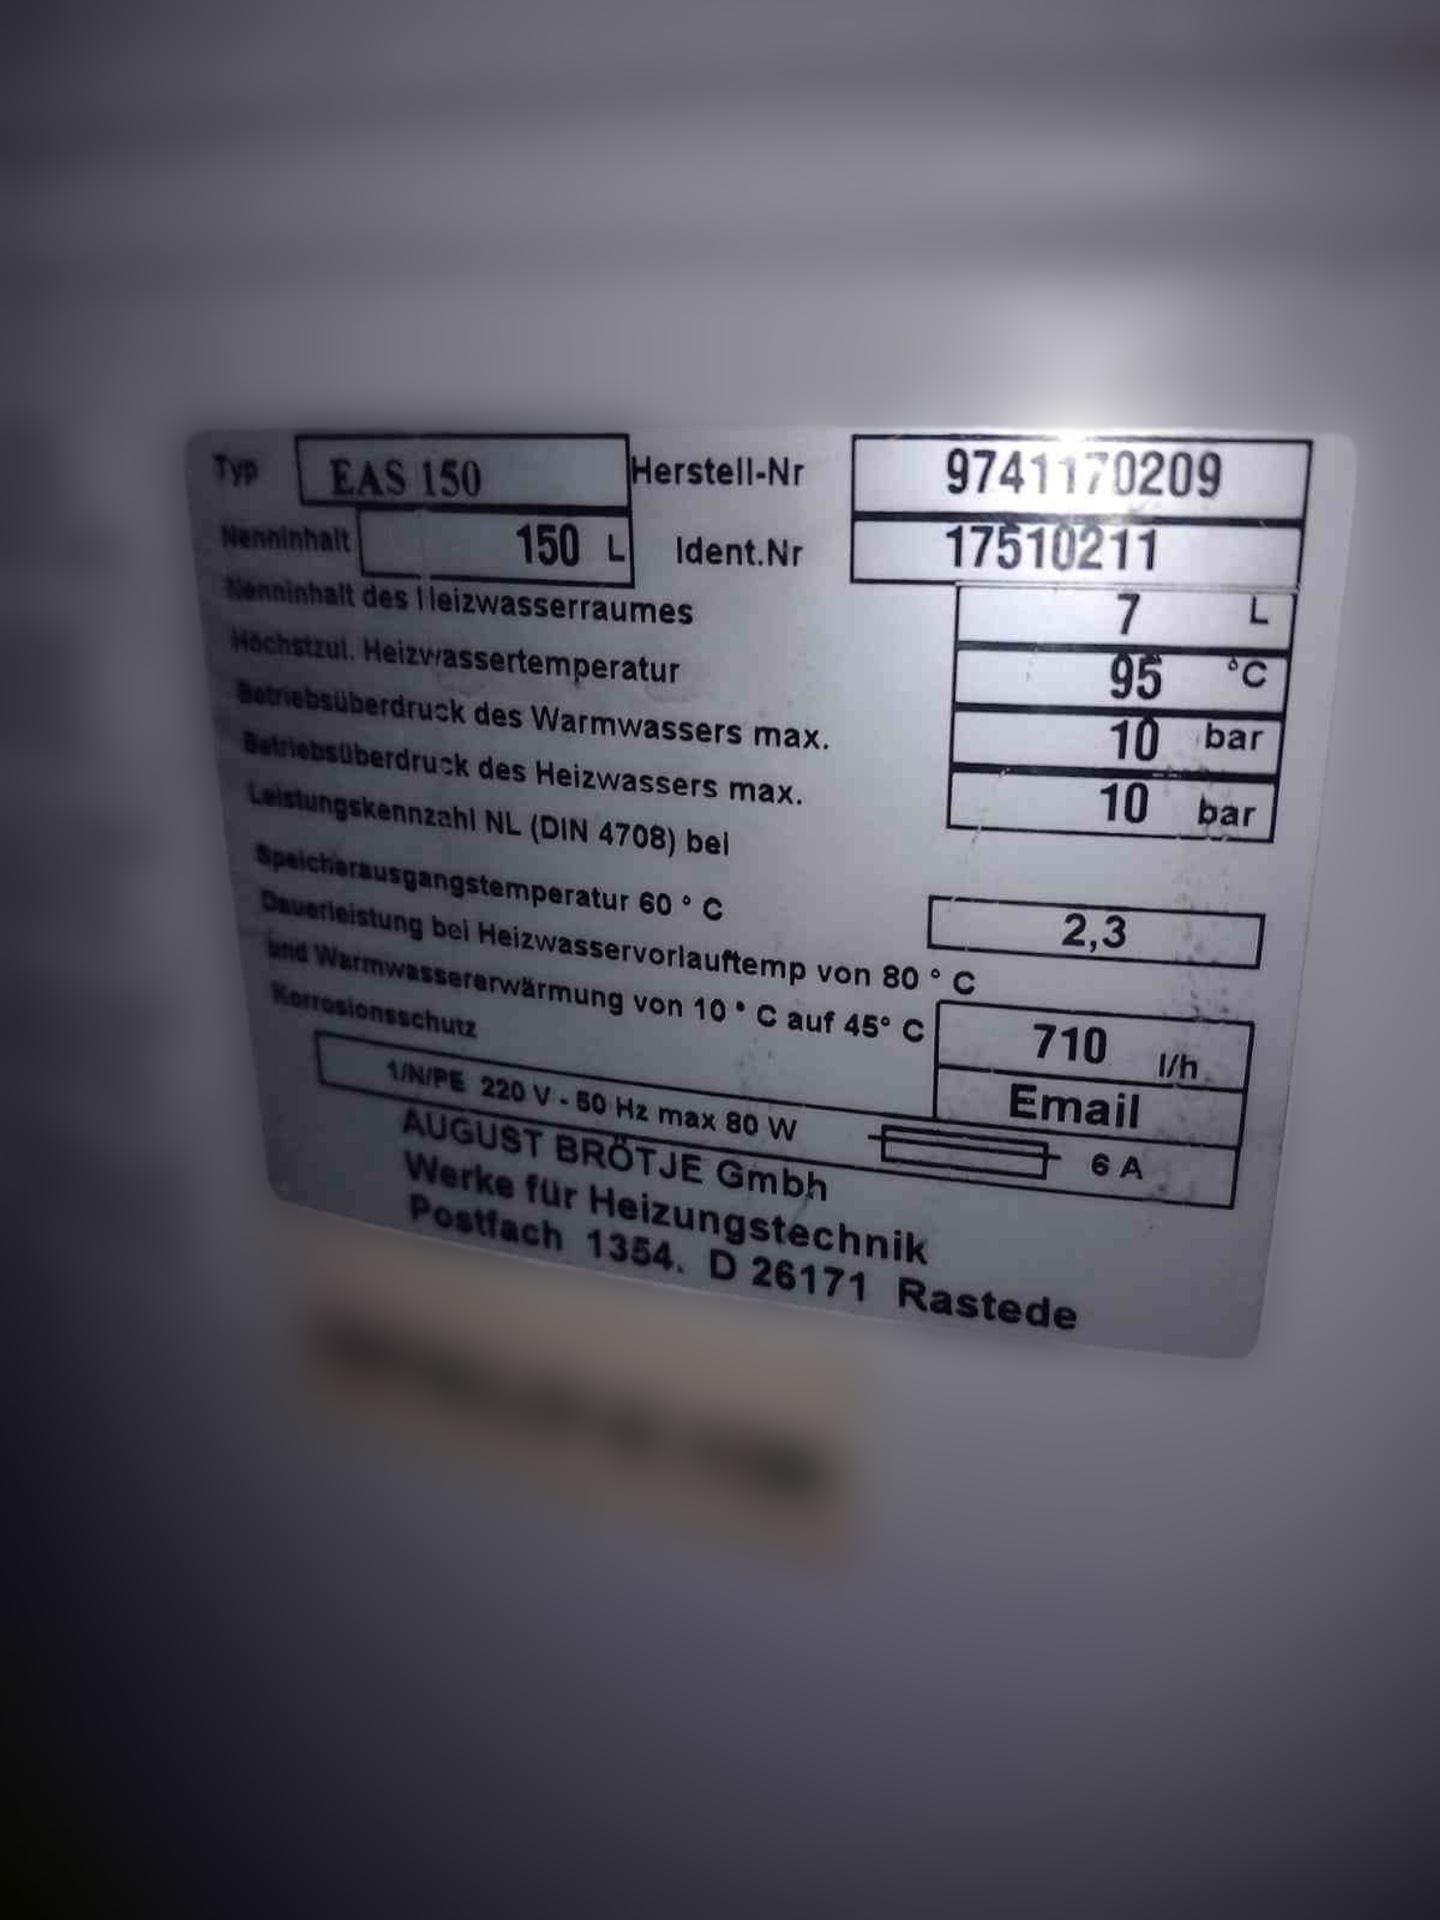 Typ EAS 150 Herstell-Nr 9741170209
Nenninhalt 150 L Ident.Nr 17510211
Nenninhalt des Heizwasserraumes 7 L
Höchstzul. Heizwassertemperatur 95 °C
Betriebsüberdruck des Warmwassers max. 10 bar
Betriebsüberdruck des Heizwassers max. 10 bar
Leistungskennzahl NL (DIN 4708) bei
Speicherausgangstemperatur 60 ° C 2,3
Dauerleistung bei Heizwasservorlauftemp von 80 ° C
und Warmwassererwärmung von 10 ° C auf 45° C 710 l/h
Korrosionsschutz Email
1/N/PE 220 V - 50 Hz max 80 W 6 A
AUGUST BRÖTJE Gmbh
Werke für Heizungstechnik
Postfach 1354. D 26171 Rastede